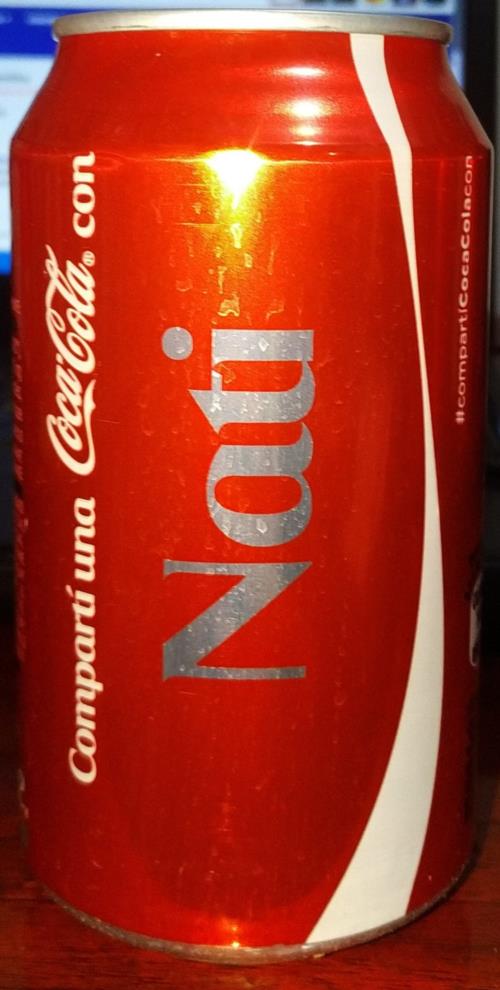 Compartí una Coca-Cola® con
Nati
#compartíCocaColacon